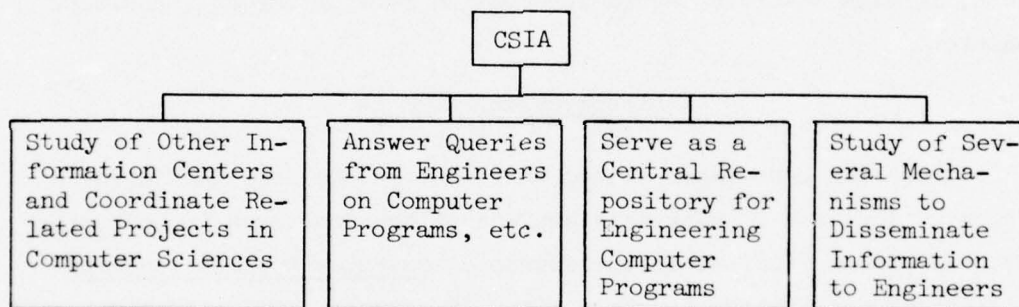 CSIA
Study of Other In-
formation Centers
and Coordinate Re-
lated Projects in
Computer Sciences
Answer Queries
from Engineers
on Computer
Programs, etc.
Serve as a
Central Re-
pository for
Engineering
Computer
Programs
Study of Sev-
eral Mecha-
nisms to
Disseminate
Information
to Engineers